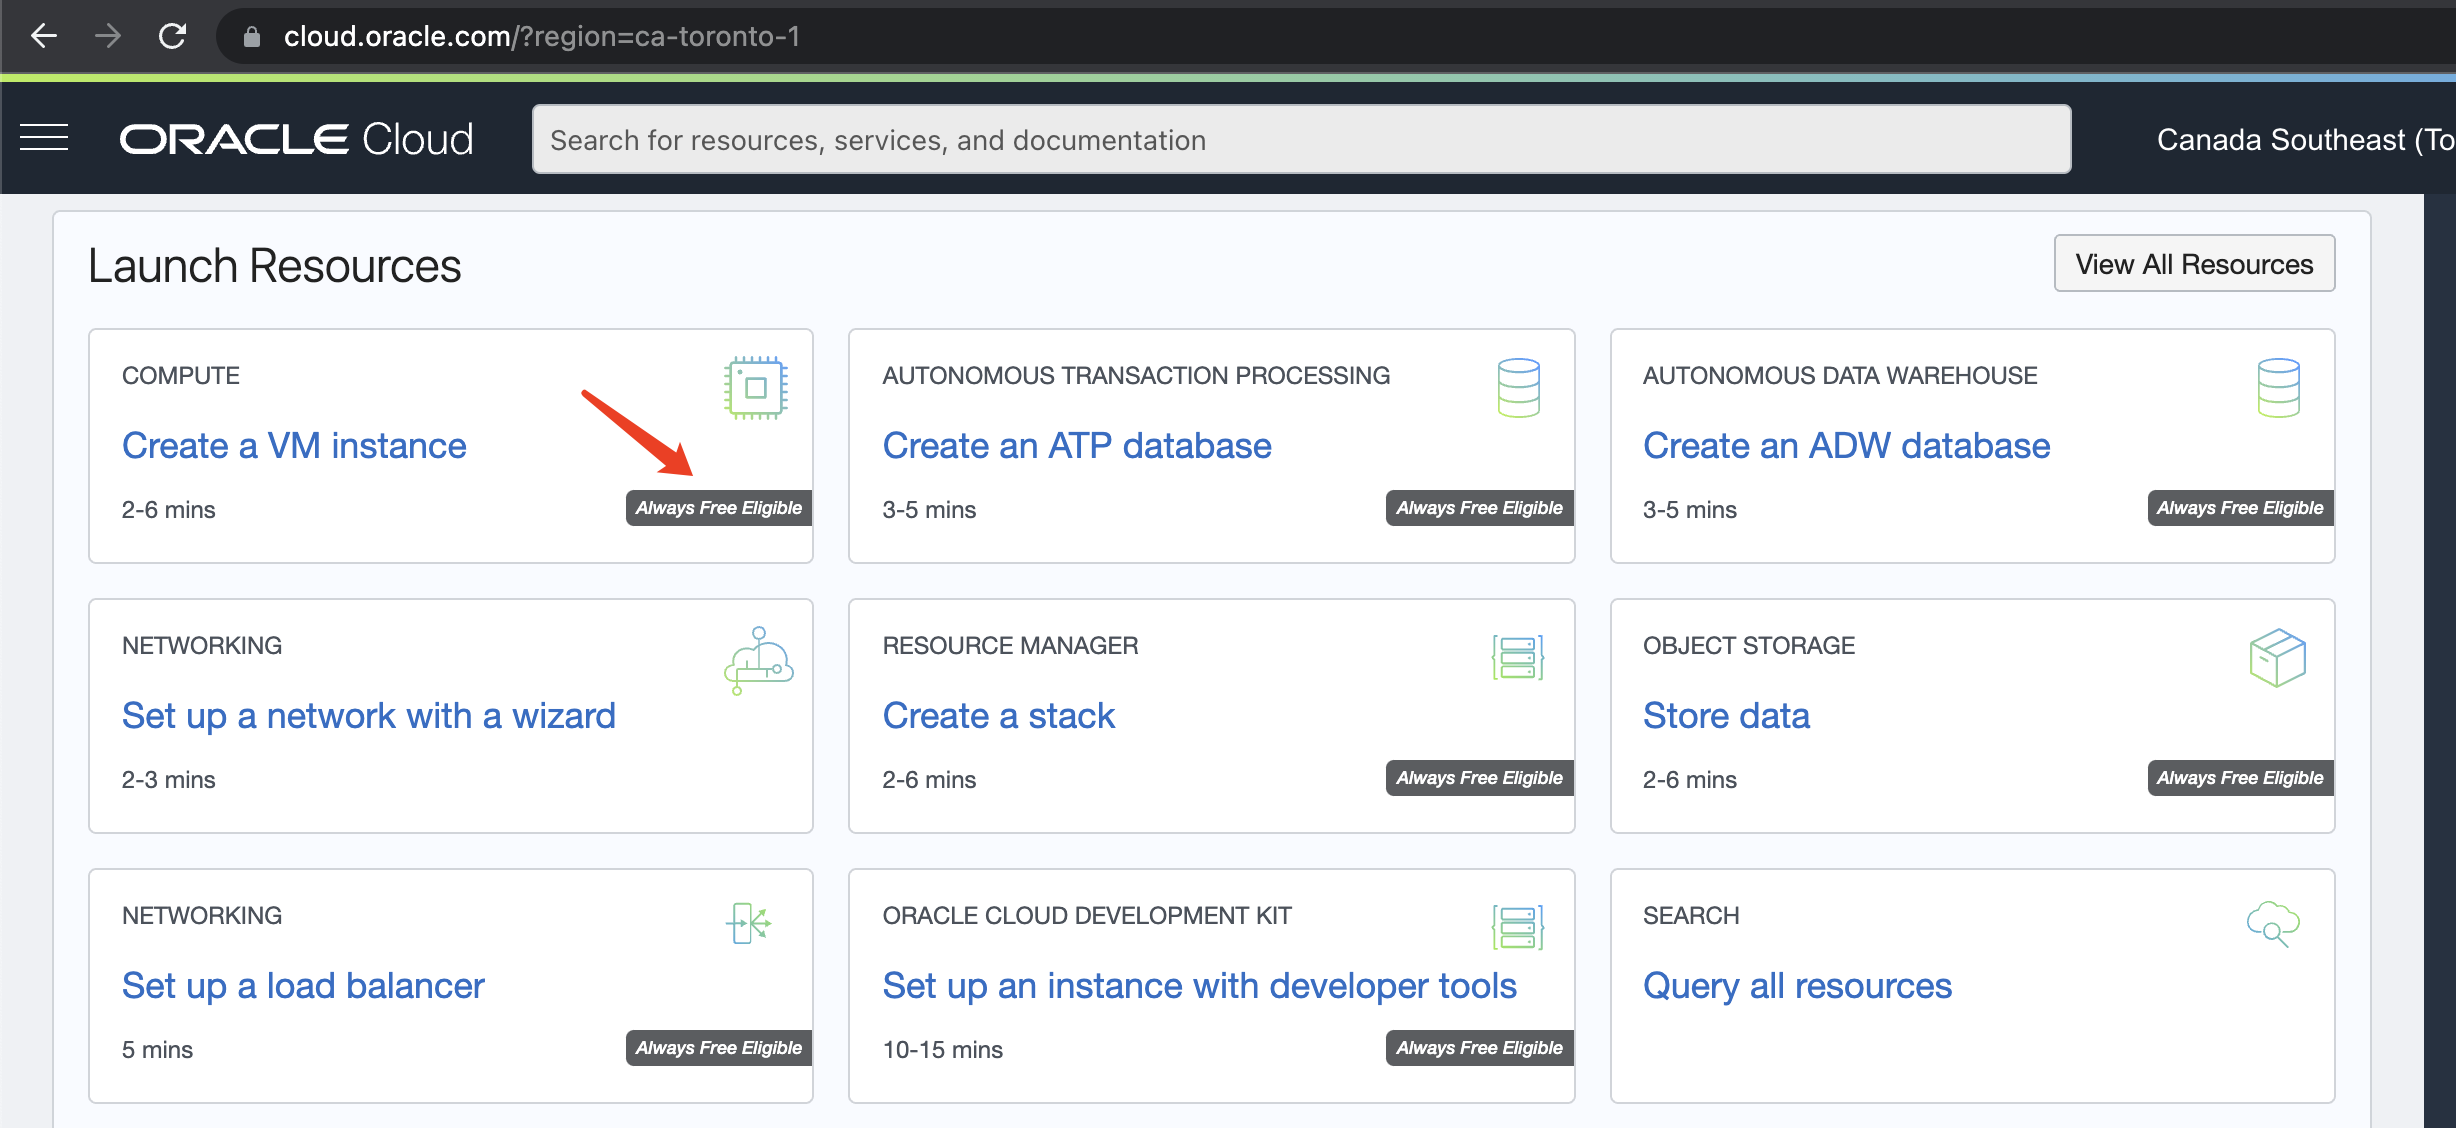 cloud.oracle.com/?region=ca-toronto-1
ORACLE Cloud
Search for resources, services, and documentation
Canada Southeast (To
Launch Resources
View All Resources
COMPUTE
Create a VM instance
2-6 mins
Always Free Eligible
AUTONOMOUS TRANSACTION PROCESSING
Create an ATP database
3-5 mins
Always Free Eligible
AUTONOMOUS DATA WAREHOUSE
Create an ADW database
3-5 mins
Always Free Eligible
NETWORKING
Set up a network with a wizard
2-3 mins
RESOURCE MANAGER
Create a stack
2-6 mins
Always Free Eligible
OBJECT STORAGE
Store data
2-6 mins
Always Free Eligible
NETWORKING
Set up a load balancer
5 mins
Always Free Eligible
ORACLE CLOUD DEVELOPMENT KIT
Set up an instance with developer tools
10-15 mins
Always Free Eligible
SEARCH
Query all resources